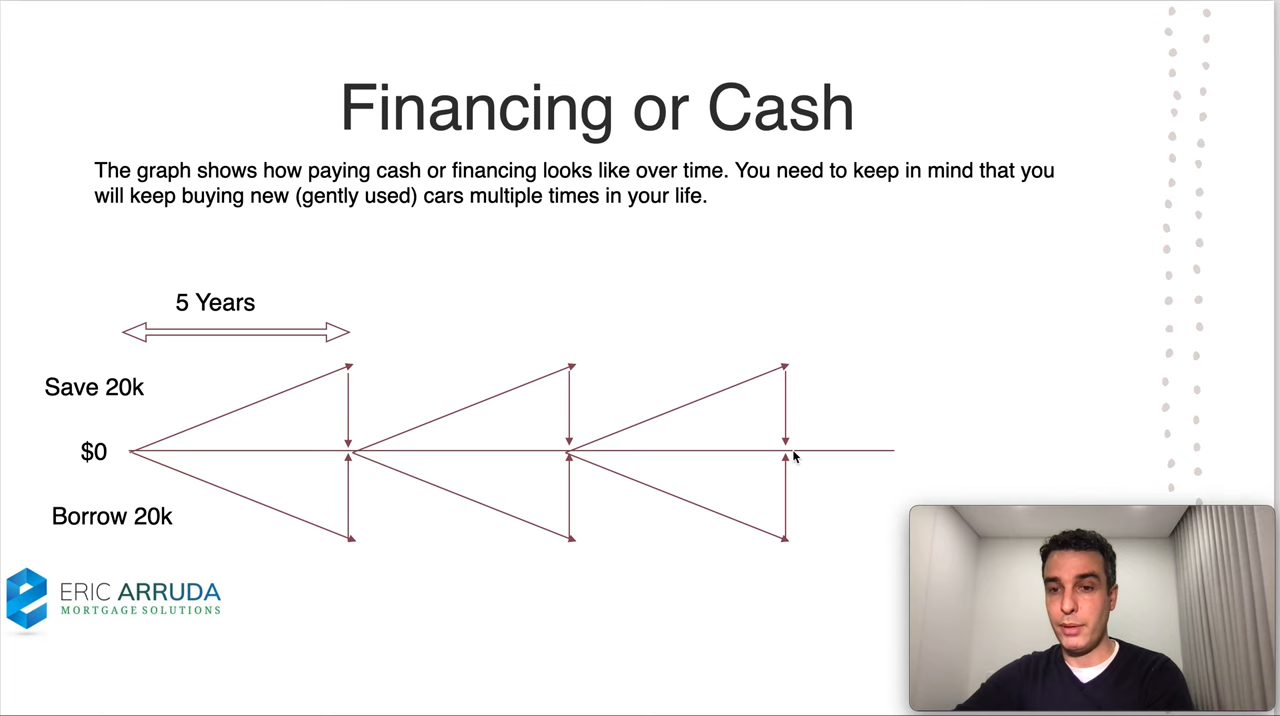 Financing or Cash
The graph shows how paying cash or financing looks like over time. You need to keep in mind that you
will keep buying new (gently used) cars multiple times in your life.
5 Years
Save 20k
$0
Borrow 20k
ERIC ARRUDA
MORTGAGE SOLUTIONS